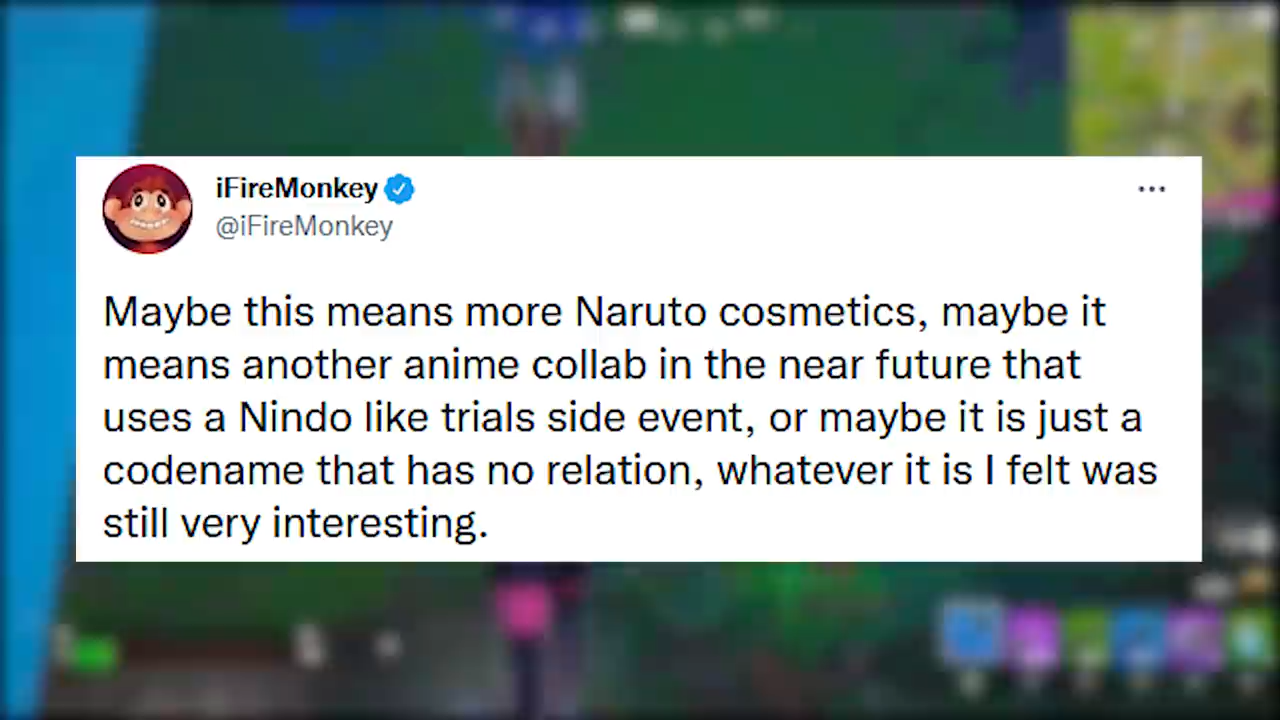 iFireMonkey
@iFireMonkey
Maybe this means more Naruto cosmetics, maybe it
means another anime collab in the near future that
uses a Nindo like trials side event, or maybe it is just a
codename that has no relation, whatever it is I felt was
still very interesting.